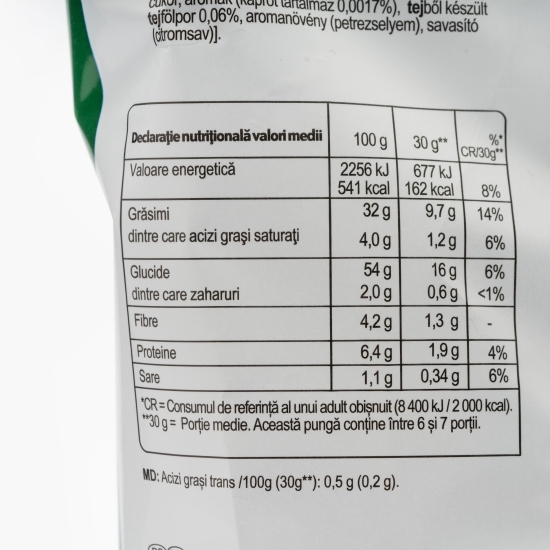 cukor, aromák (kaprot tartalmaz 0,0017%), tejből készült
tejfölpor 0,06%, aromanövény (petrezselyem), savasító
(citromsav)].
Declarație nutrițională valori medii 100 g 30 g** %* CR/30g**
Valoare energetică 2256 kJ 677 kJ
541 kcal 162 kcal 8%
Grăsimi 32 g 9,7 g 14%
dintre care acizi grași saturați 4,0 g 1,2 g 6%
Glucide 54 g 16 g 6%
dintre care zaharuri 2,0 g 0,6 g <1%
Fibre 4,2 g 1,3 g -
Proteine 6,4 g 1,9 g 4%
Sare 1,1 g 0,34 g 6%
*CR = Consumul de referință al unui adult obișnuit (8 400 kJ / 2 000 kcal).
**30 g = Porție medie. Această pungă conține între 6 și 7 porții.
MD: Acizi grași trans /100g (30g**): 0,5 g (0,2 g).